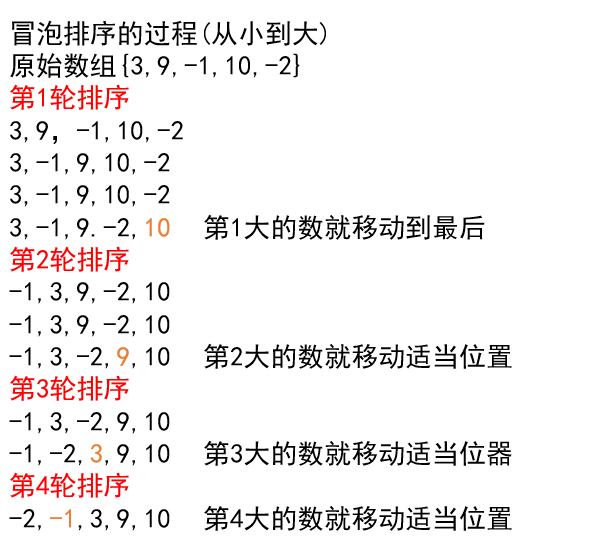 冒泡排序的过程(从小到大)
原始数组{3,9,-1,10,-2}
第1轮排序
3,9，-1,10,-2
3,-1,9,10,-2
3,-1,9,10,-2
3,-1,9.-2,10 第1大的数就移动到最后
第2轮排序
-1,3,9,-2,10
-1,3,9,-2,10
-1,3,-2,9,10 第2大的数就移动适当位置
第3轮排序
-1,3,-2,9,10
-1,-2,3,9,10 第3大的数就移动适当位器
第4轮排序
-2,-1,3,9,10 第4大的数就移动适当位置